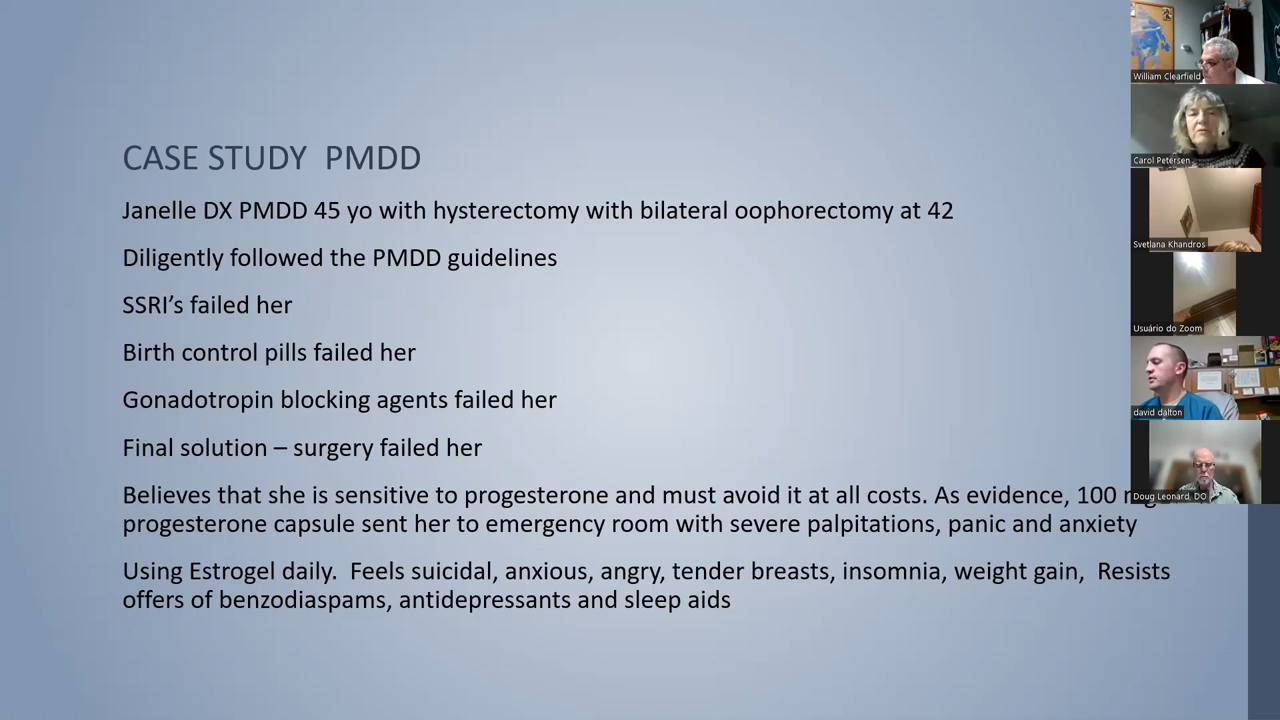 CASE STUDY PMDD
Janelle DX PMDD 45 yo with hysterectomy with bilateral oophorectomy at 42
Diligently followed the PMDD guidelines
SSRI's failed her
Birth control pills failed her
Gonadotropin blocking agents failed her
Final solution – surgery failed her
Believes that she is sensitive to progesterone and must avoid it at all costs. As evidence, 100
progesterone capsule sent her to emergency room with severe palpitations, panic and anxiety
Using Estrogel daily. Feels suicidal, anxious, angry, tender breasts, insomnia, weight gain, Resists
offers of benzodiaspams, antidepressants and sleep aids
William Clearfield
Carol Petersen
Svetlana Khandros
Usuário do Zoom
david dalton
Doug Leonard, DO